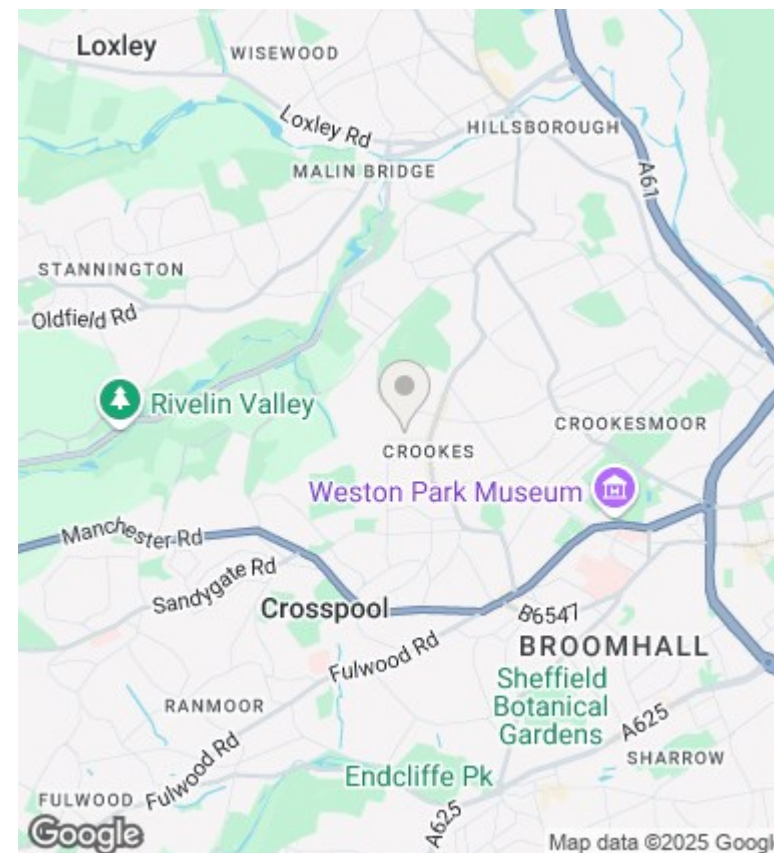 Loxley
WISEWOOD
Loxley Rd
HILLSBOROUGH
MALIN BRIDGE
A61
STANNINGTON
Oldfield Rd
Rivelin Valley
CROOKESMOOR
CROOKES
Weston Park Museum
Manchester Rd
Sandygate Rd
Crosspool
B6547
BROOMHALL
Fulwood Rd
Sheffield
Botanical
Gardens
RANMOOR
A625
SHARROW
Fulwood Rd
Endcliffe Pk
FULWOOD
A625
Google
Map data ©2025 Googl